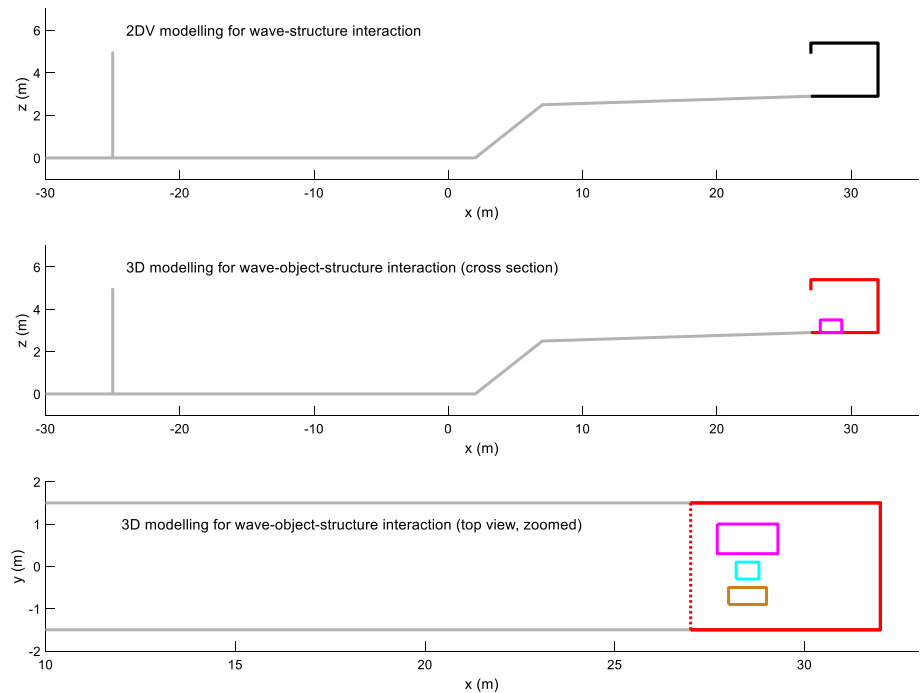 2DV modelling for wave-structure interaction
6
4
2
0
z (m)
-30 -20 -10 0 10 20 30
x (m)
3D modelling for wave-object-structure interaction (cross section)
6
4
2
0
z (m)
-30 -20 -10 0 10 20 30
x (m)
2
1
0
-1
-2
y (m)
3D modelling for wave-object-structure interaction (top view, zoomed)
10 15 20 25 30
x (m)